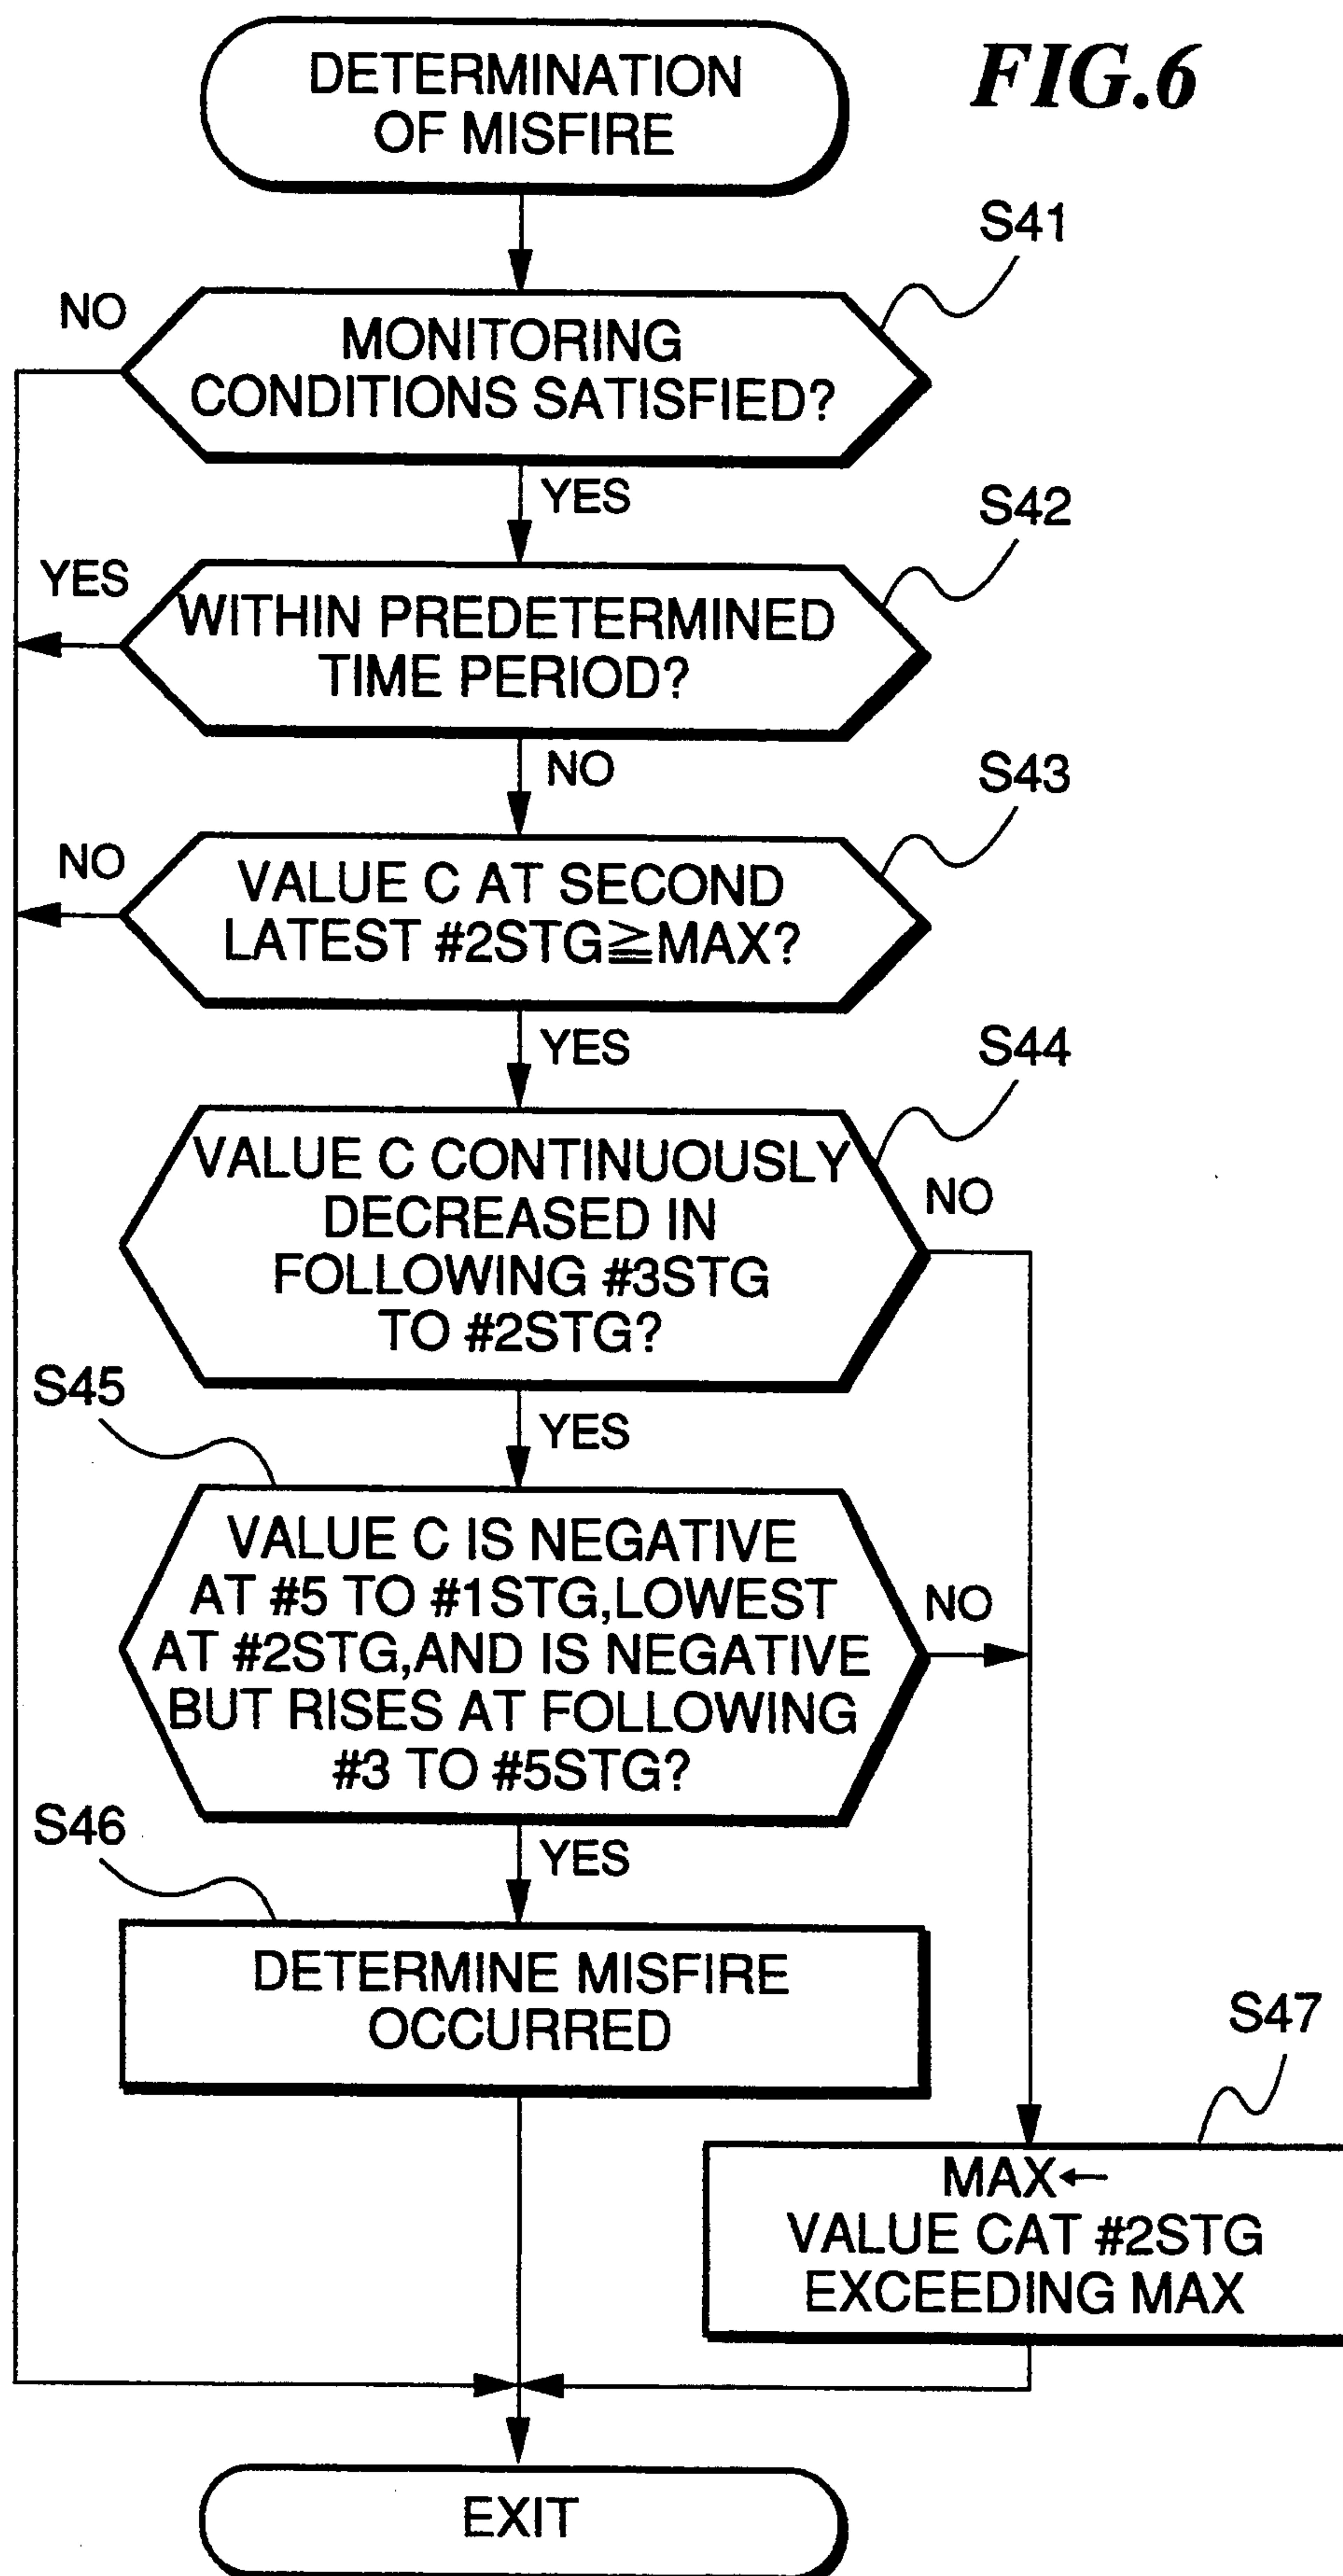 FIG.6
DETERMINATION
OF MISFIRE
S41
NO
MONITORING
CONDITIONS SATISFIED?
YES
S42
YES
WITHIN PREDETERMINED
TIME PERIOD?
NO
S43
NO
VALUE C AT SECOND
LATEST #2STG≧MAX?
YES
S44
VALUE C CONTINUOUSLY
DECREASED IN
FOLLOWING #3STG
TO #2STG?
NO
S45
YES
VALUE C IS NEGATIVE
AT #5 TO #1STG,LOWEST
AT #2STG,AND IS NEGATIVE
BUT RISES AT FOLLOWING
#3 TO #5STG?
NO
S46
YES
DETERMINE MISFIRE
OCCURRED
S47
MAX←
VALUE CAT #2STG
EXCEEDING MAX
EXIT